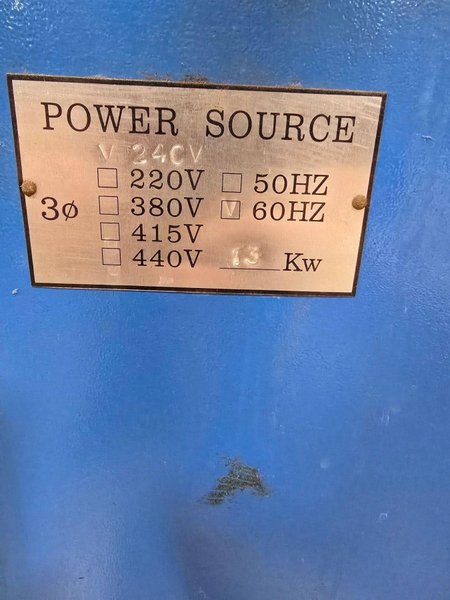 POWER SOURCE
V 240V
220V 50HZ
3ø 380V V 60HZ
415V
440V 13 Kw